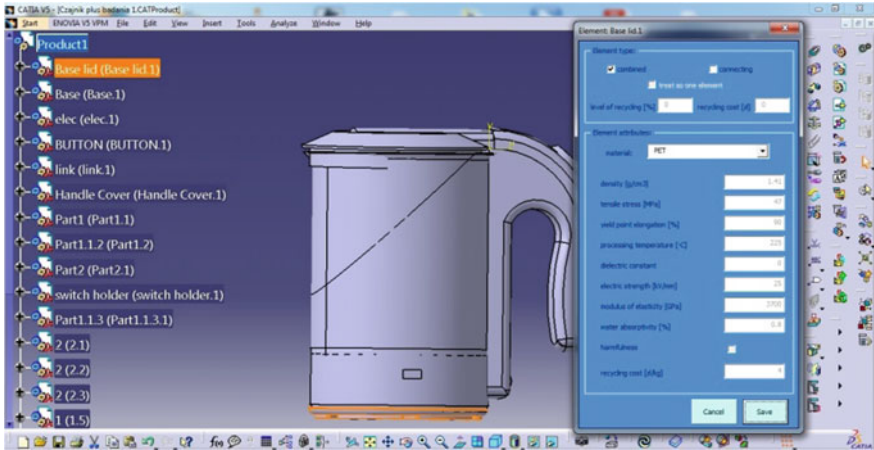 CATIA V5 - [Czajnik plus badanie 1.CATProduct]
Start ENOVIA V5 VPM File Edit View Insert Tools Analyze Window Help
Product1
Base lid (Base lid.1)
Base (Base.1)
elec (elec.1)
BUTTON (BUTTON.1)
link (link.1)
Handle Cover (Handle Cover.1)
Part1 (Part1.1)
Part1.1.2 (Part1.2)
Part2 (Part2.1)
switch holder (switch holder.1)
Part1.1.3 (Part1.1.3.1)
2 (2.1)
2 (2.2)
2 (2.3)
1 (1.5)
Element: Base lid.1
Element type:
combined connecting
treat as one element
level of recycling [%] 0 recycling cost [zł] 0
Element attributes:
material: PET
density [g/cm3] 1.41
tensile stress [MPa] 47
yield point elongation [%]
processing temperature [°C] 225
dielectric constant
electric strength [kV/mm] 25
modulus of elasticity [GPa]
water absorptivity [%]
harmfulness
recycling cost [zł/kg] 4
Cancel Save
CATIA